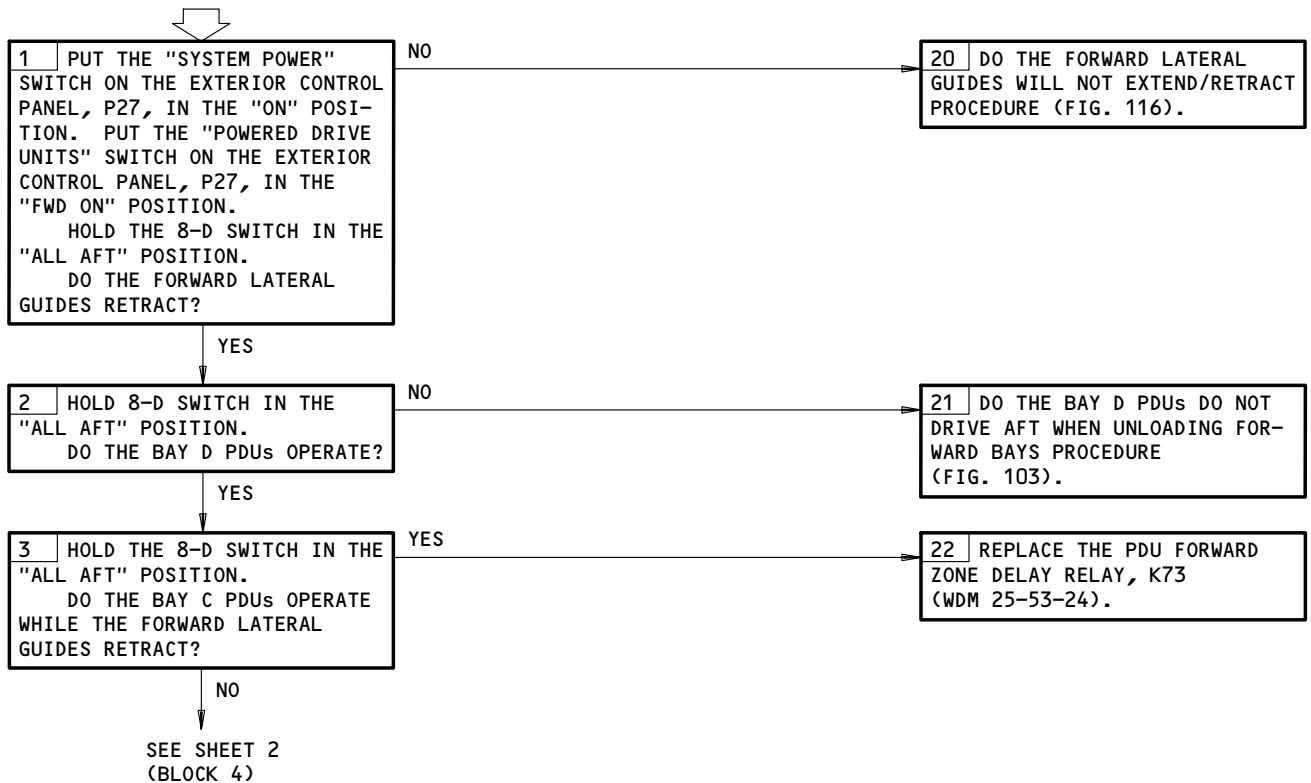 1 PUT THE "SYSTEM POWER"
SWITCH ON THE EXTERIOR CONTROL
PANEL, P27, IN THE "ON" POSI-
TION. PUT THE "POWERED DRIVE
UNITS" SWITCH ON THE EXTERIOR
CONTROL PANEL, P27, IN THE
"FWD ON" POSITION.
HOLD THE 8-D SWITCH IN THE
"ALL AFT" POSITION.
DO THE FORWARD LATERAL
GUIDES RETRACT?
NO
20 DO THE FORWARD LATERAL
GUIDES WILL NOT EXTEND/RETRACT
PROCEDURE (FIG. 116).
YES
2 HOLD 8-D SWITCH IN THE
"ALL AFT" POSITION.
DO THE BAY D PDUs OPERATE?
NO
21 DO THE BAY D PDUs DO NOT
DRIVE AFT WHEN UNLOADING FOR-
WARD BAYS PROCEDURE
(FIG. 103).
YES
3 HOLD THE 8-D SWITCH IN THE
"ALL AFT" POSITION.
DO THE BAY C PDUs OPERATE
WHILE THE FORWARD LATERAL
GUIDES RETRACT?
YES
22 REPLACE THE PDU FORWARD
ZONE DELAY RELAY, K73
(WDM 25-53-24).
NO
SEE SHEET 2
(BLOCK 4)